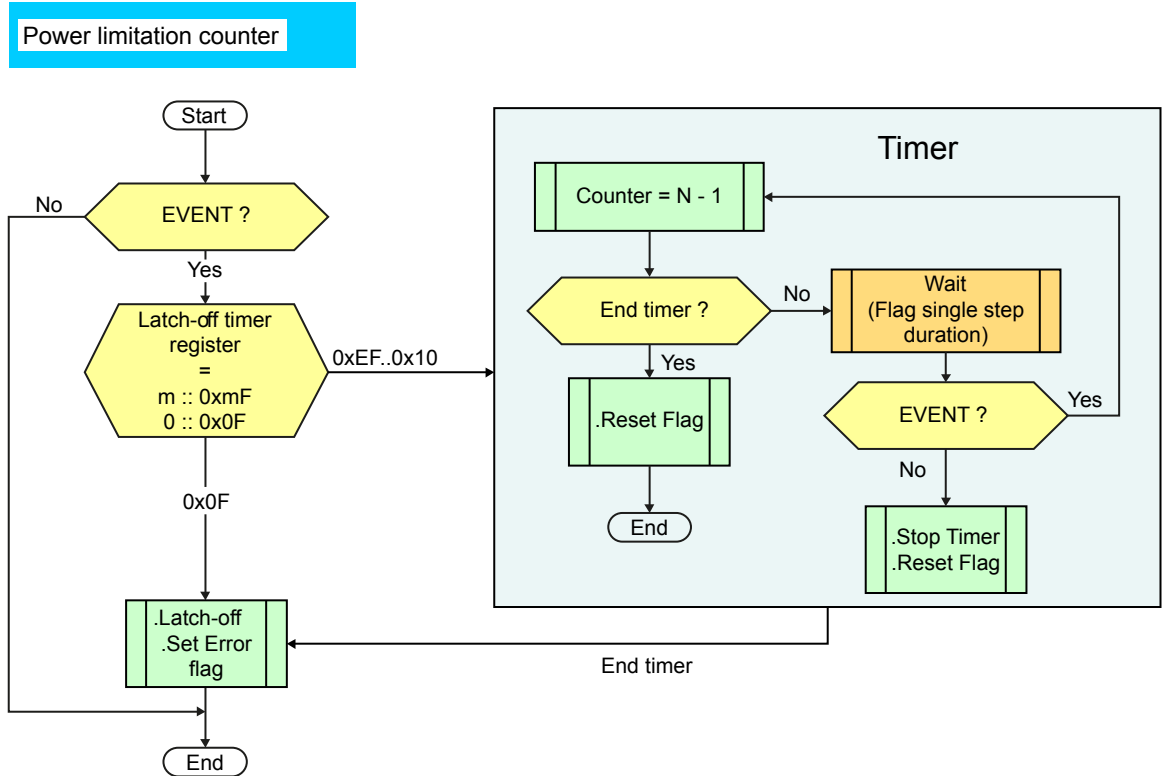 Power limitation counter
Start
No
EVENT ?
Yes
Latch-off timer
register
=
m :: 0xmF
0 :: 0x0F
0xEF..0x10
0x0F
.Latch-off
.Set Error
flag
End
Timer
Counter = N - 1
End timer ?
No
Yes
.Reset Flag
End
Wait
(Flag single step
duration)
EVENT ?
Yes
No
.Stop Timer
.Reset Flag
End timer